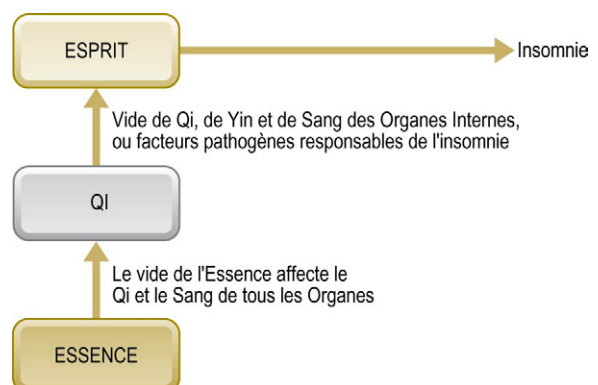 ESPRIT
Insomnie
Vide de Qi, de Yin et de Sang des Organes Internes,
ou facteurs pathogènes responsables de l'insomnie
QI
Le vide de l'Essence affecte le
Qi et le Sang de tous les Organes
ESSENCE